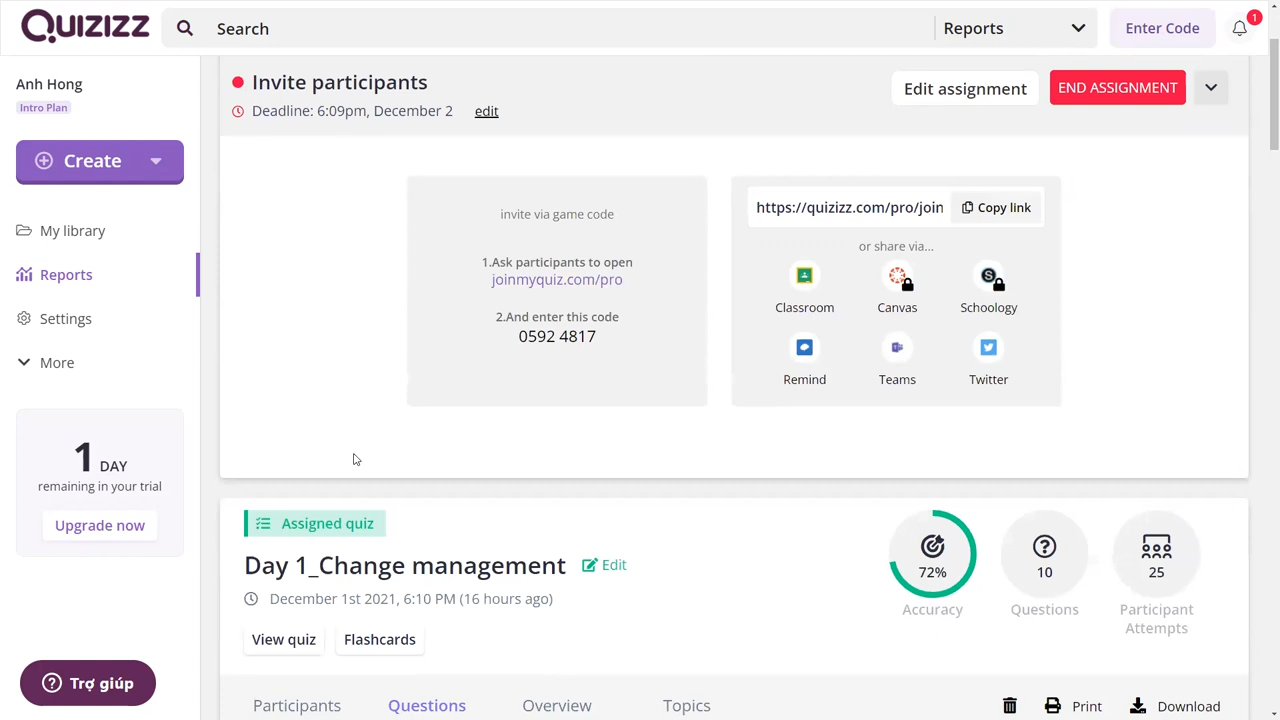 QUIZIZZ
Search
Reports
Enter Code
1
Anh Hong
Intro Plan
Create
My library
Reports
Settings
More
1 DAY
remaining in your trial
Upgrade now
Trợ giúp
Invite participants
Deadline: 6:09pm, December 2 edit
Edit assignment
END ASSIGNMENT
invite via game code
1.Ask participants to open
joinmyquiz.com/pro
2.And enter this code
0592 4817
https://quizizz.com/pro/join
Copy link
or share via...
Classroom
Canvas
Schoology
Remind
Teams
Twitter
Assigned quiz
Day 1_Change management
Edit
December 1st 2021, 6:10 PM (16 hours ago)
View quiz
Flashcards
72%
Accuracy
10
Questions
25
Participant
Attempts
Participants
Questions
Overview
Topics
Print
Download